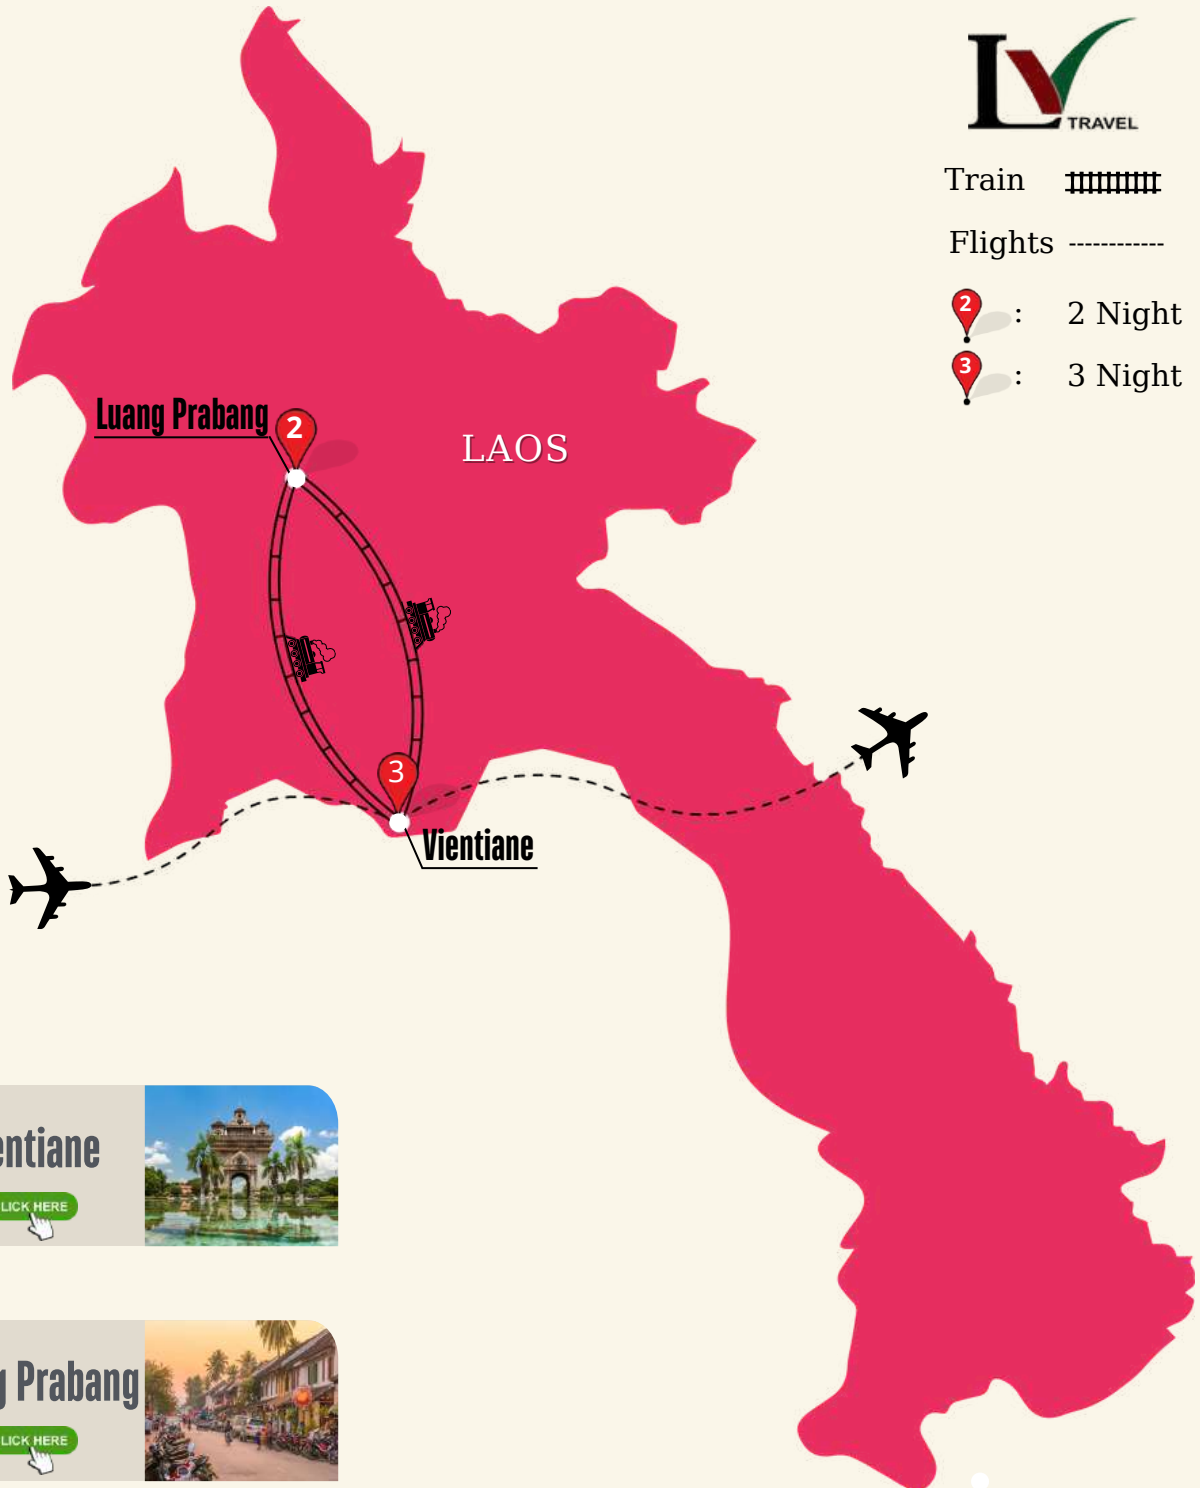 LV
TRAVEL
Train
Flights
2 : 2 Night
3 : 3 Night
Luang Prabang
2
LAOS
3
Vientiane
entiane
LICK HERE
g Prabang
LICK HERE